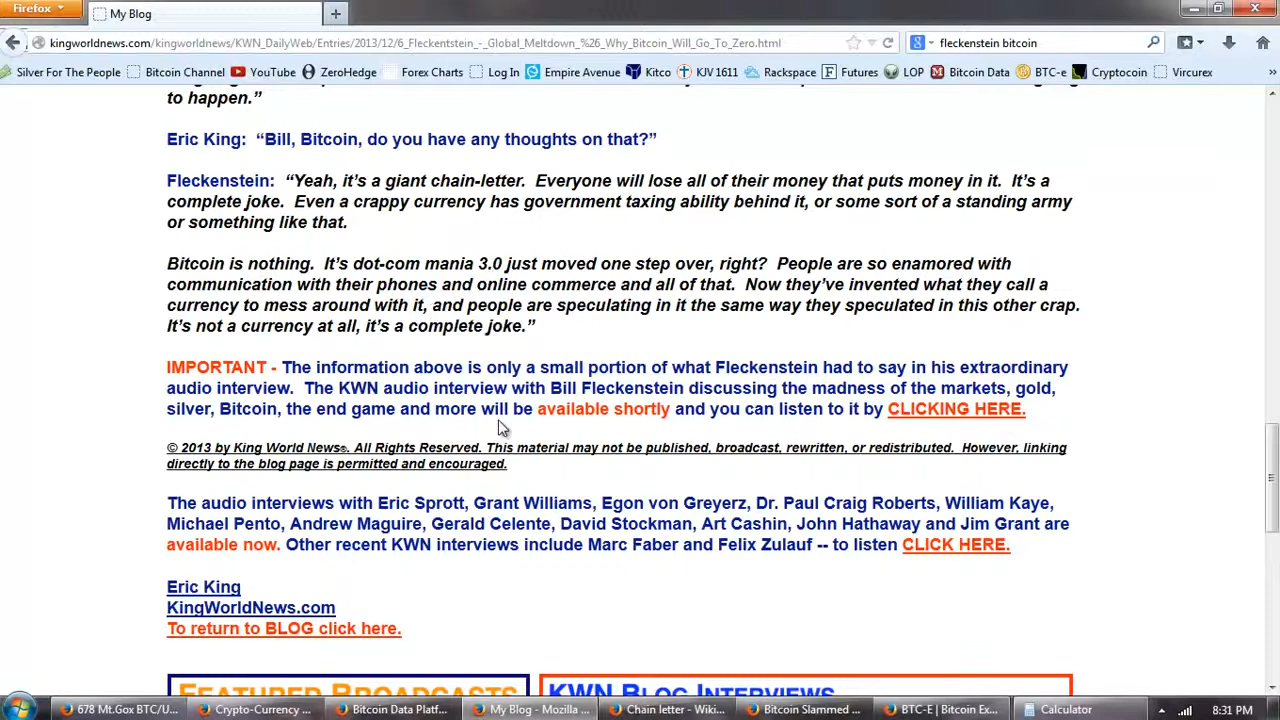 Firefox
My Blog
kingworldnews.com/kingworldnews/KWN_DailyWeb/Entries/2013/12/6_Fleckentstein_-_Global_Meltdown_%26_Why_Bitcoin_Will_Go_To_Zero.html
fleckenstein bitcoin
Silver For The People Bitcoin Channel YouTube ZeroHedge Forex Charts Log In Empire Avenue Kitco KJV 1611 Rackspace Futures LOP Bitcoin Data BTC-e Cryptocoin Vircurex »
to happen.”
Eric King: “Bill, Bitcoin, do you have any thoughts on that?”
Fleckenstein: “Yeah, it’s a giant chain-letter. Everyone will lose all of their money that puts money in it. It’s a
complete joke. Even a crappy currency has government taxing ability behind it, or some sort of a standing army
or something like that.
Bitcoin is nothing. It’s dot-com mania 3.0 just moved one step over, right? People are so enamored with
communication with their phones and online commerce and all of that. Now they’ve invented what they call a
currency to mess around with it, and people are speculating in it the same way they speculated in this other crap.
It’s not a currency at all, it’s a complete joke.”
IMPORTANT - The information above is only a small portion of what Fleckenstein had to say in his extraordinary
audio interview. The KWN audio interview with Bill Fleckenstein discussing the madness of the markets, gold,
silver, Bitcoin, the end game and more will be available shortly and you can listen to it by CLICKING HERE.
© 2013 by King World News®. All Rights Reserved. This material may not be published, broadcast, rewritten, or redistributed. However, linking
directly to the blog page is permitted and encouraged.
The audio interviews with Eric Sprott, Grant Williams, Egon von Greyerz, Dr. Paul Craig Roberts, William Kaye,
Michael Pento, Andrew Maguire, Gerald Celente, David Stockman, Art Cashin, John Hathaway and Jim Grant are
available now. Other recent KWN interviews include Marc Faber and Felix Zulauf -- to listen CLICK HERE.
Eric King
KingWorldNews.com
To return to BLOG click here.
FEATURED BROADCASTS KWN BLOG INTERVIEWS
678 Mt.Gox BTC/U... Crypto-Currency ... Bitcoin Data Platf... My Blog - Mozilla ... Chain letter - Wiki... Bitcoin Slammed ... BTC-E | Bitcoin Ex... Calculator 8:31 PM